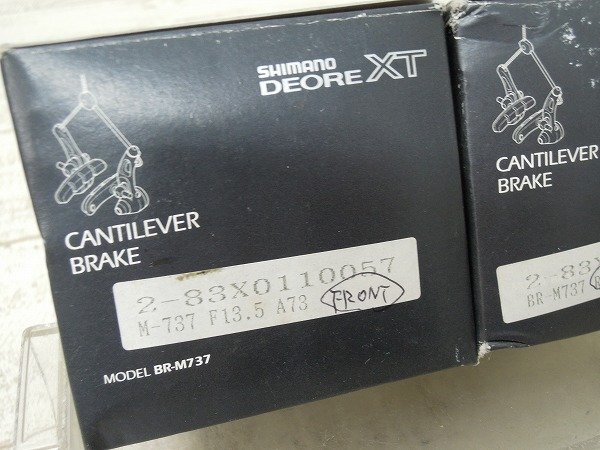 SHIMANO
DEORE XT
CANTILEVER
BRAKE
2-83X0110057
M-737 F13.5 A73 FRONT
MODEL BR-M737
CANTILEVER
BRAKE
2-83X
BR-M737